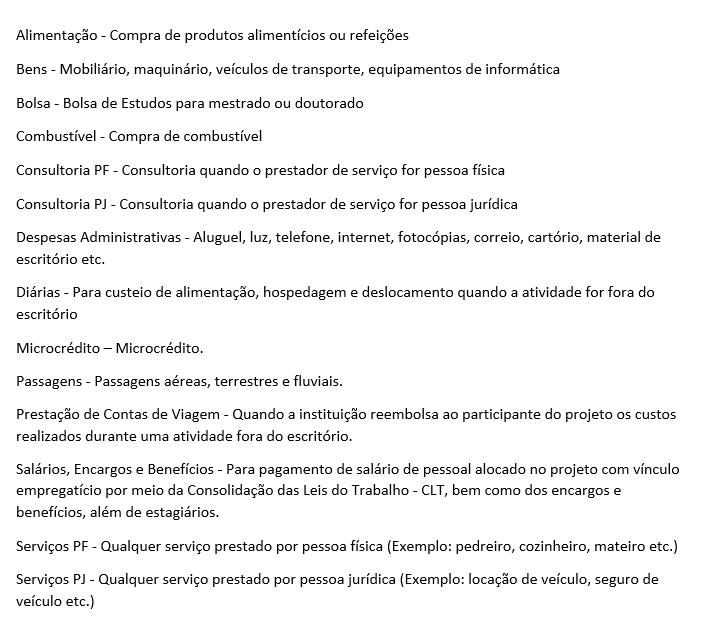 Alimentação - Compra de produtos alimentícios ou refeições
Bens - Mobiliário, maquinário, veículos de transporte, equipamentos de informática
Bolsa - Bolsa de Estudos para mestrado ou doutorado
Combustível - Compra de combustível
Consultoria PF - Consultoria quando o prestador de serviço for pessoa física
Consultoria PJ - Consultoria quando o prestador de serviço for pessoa jurídica
Despesas Administrativas - Aluguel, luz, telefone, internet, fotocópias, correio, cartório, material de
escritório etc.
Diárias - Para custeio de alimentação, hospedagem e deslocamento quando a atividade for fora do
escritório
Microcrédito – Microcrédito.
Passagens - Passagens aéreas, terrestres e fluviais.
Prestação de Contas de Viagem - Quando a instituição reembolsa ao participante do projeto os custos
realizados durante uma atividade fora do escritório.
Salários, Encargos e Benefícios - Para pagamento de salário de pessoal alocado no projeto com vínculo
empregatício por meio da Consolidação das Leis do Trabalho - CLT, bem como dos encargos e
benefícios, além de estagiários.
Serviços PF - Qualquer serviço prestado por pessoa física (Exemplo: pedreiro, cozinheiro, mateiro etc.)
Serviços PJ - Qualquer serviço prestado por pessoa jurídica (Exemplo: locação de veículo, seguro de
veículo etc.)